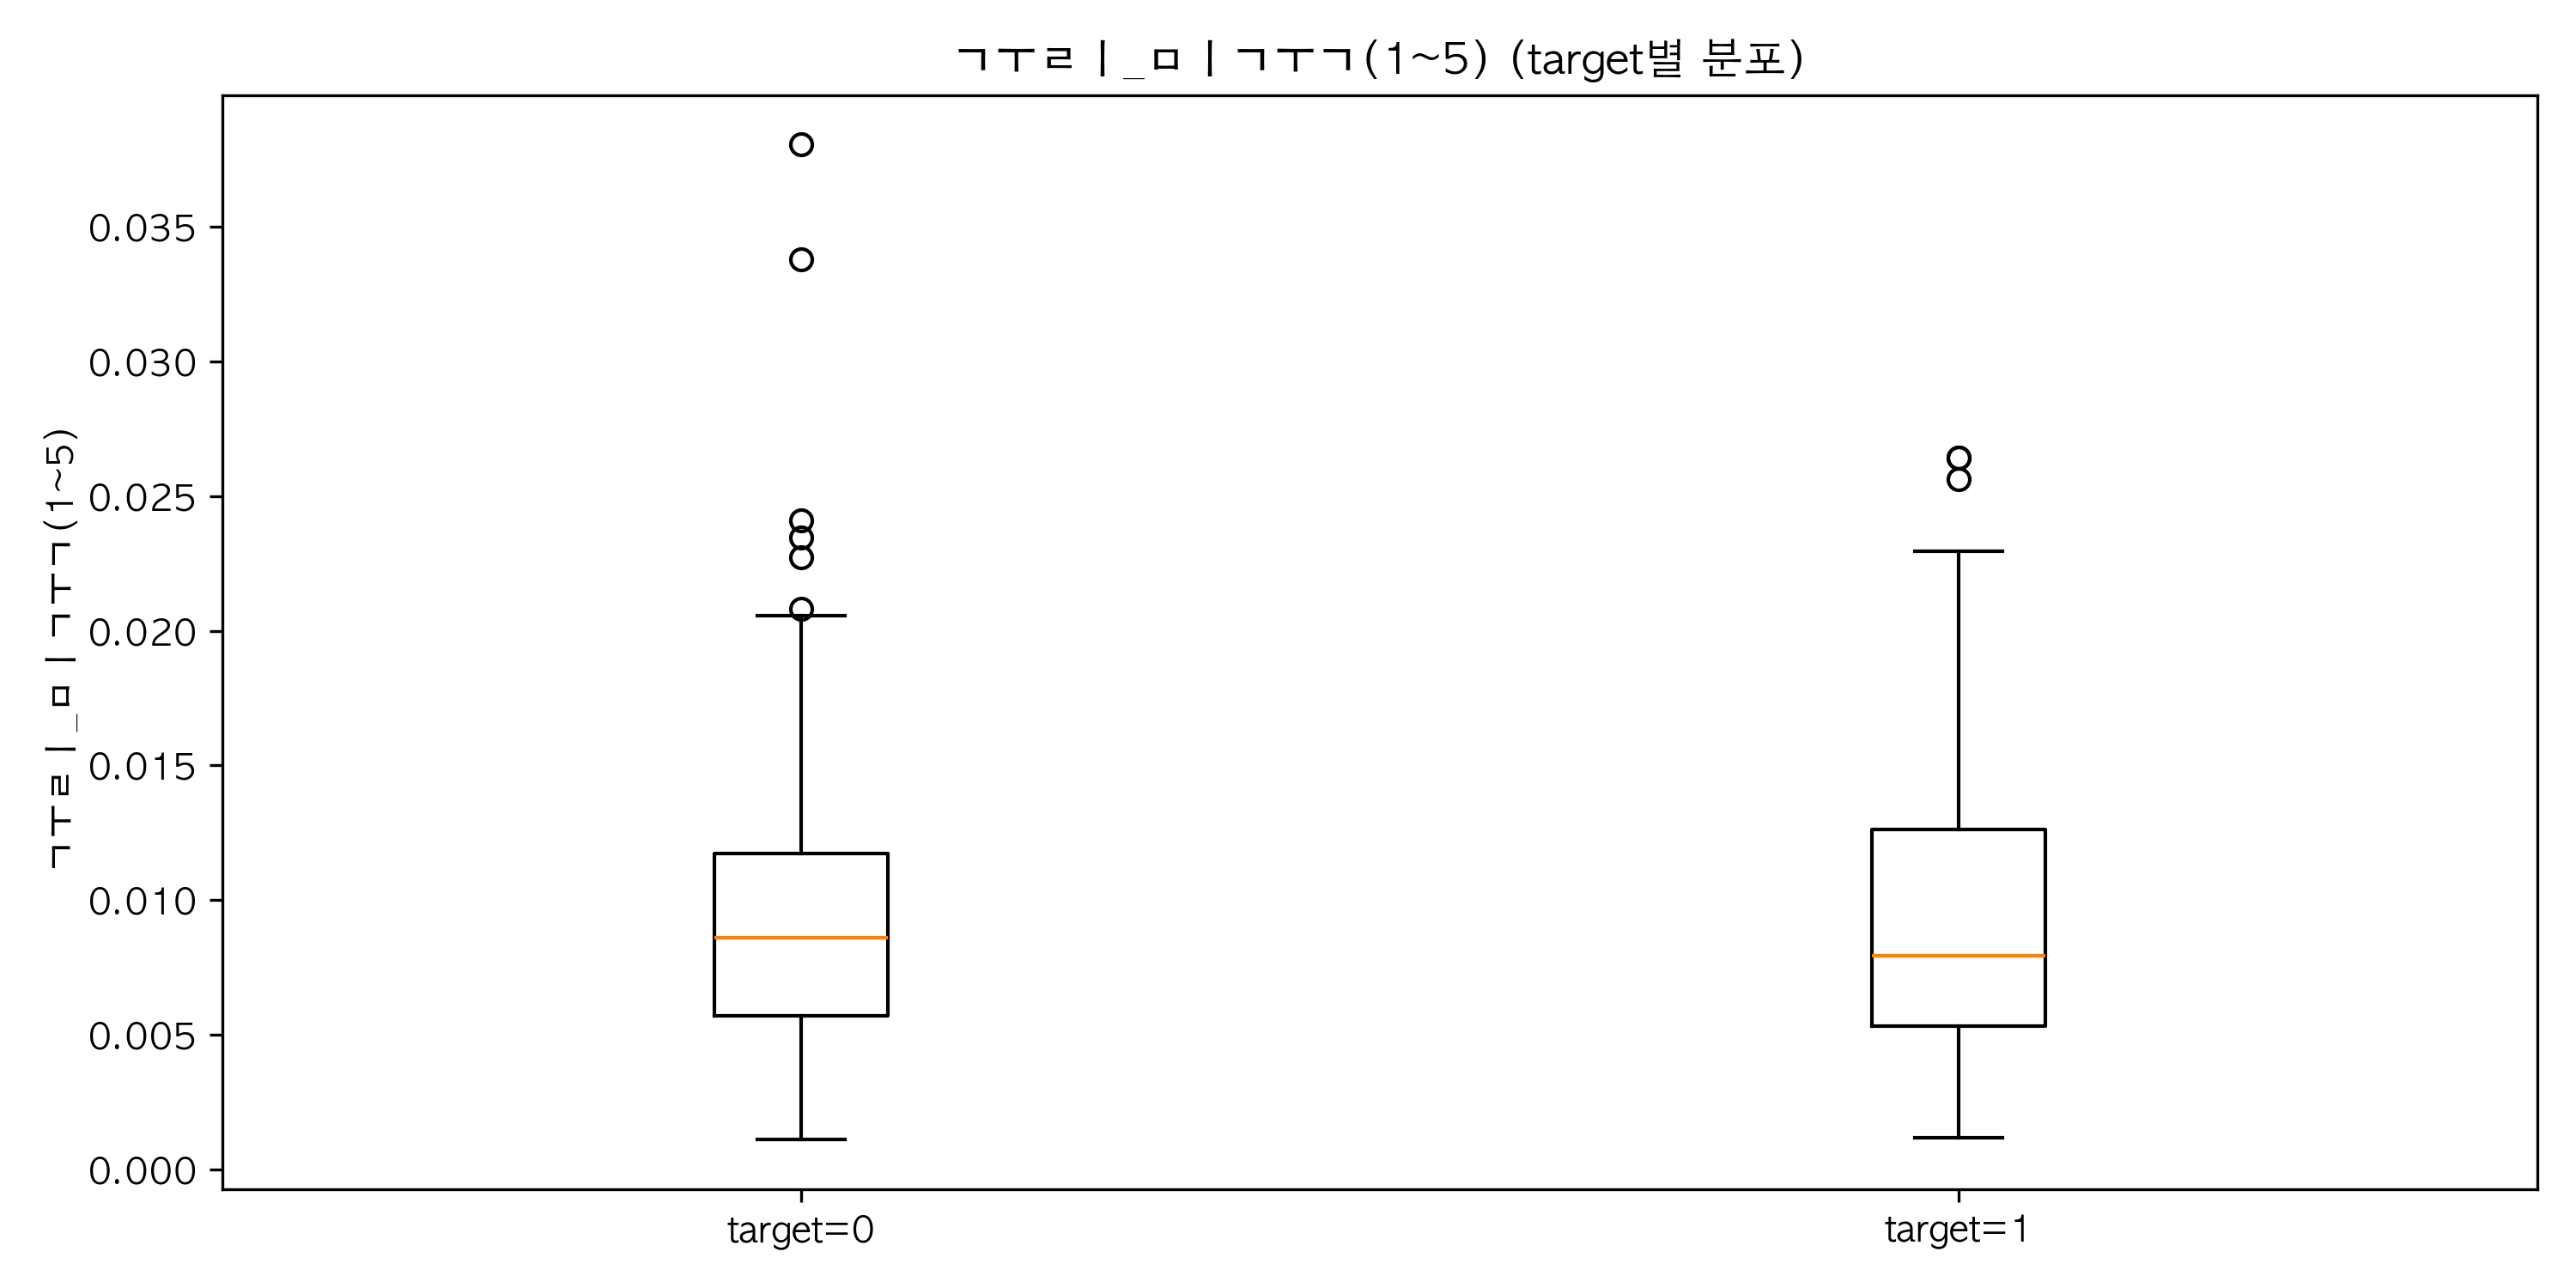 ㄱㅜㄹㅣ_ㅁㅣㄱㅜㄱ(1~5) (target별 분포)
ㄱㅜㄹㅣ_ㅁㅣㄱㅜㄱ(1~5)
0.035
0.030
0.025
0.020
0.015
0.010
0.005
0.000
target=0
target=1